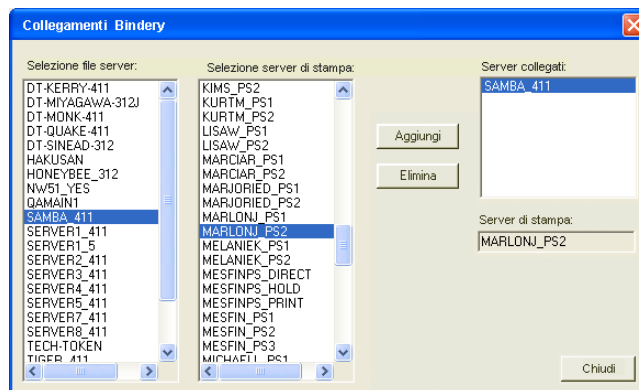 Collegamenti Bindery
Selezione file server:
DT-KERRY-411
DT-MIYAGAWA-312J
DT-MONK-411
DT-QUAKE-411
DT-SINEAD-312
HAKUSAN
HONEYBEE_312
NW51_YES
QAMAIN1
SAMBA_411
SERVER1_411
SERVER1_5
SERVER2_411
SERVER3_411
SERVER4_411
SERVER5_411
SERVER7_411
SERVER8_411
TECH-TOKEN
TIGER_411
Selezione server di stampa:
KIMS_PS2
KURTM_PS1
KURTM_PS2
LISAW_PS1
LISAW_PS2
MARCIAR_PS1
MARCIAR_PS2
MARJORIED_PS1
MARJORIED_PS2
MARLONJ_PS1
MARLONJ_PS2
MELANIEK_PS1
MELANIEK_PS2
MESFINPS_DIRECT
MESFINPS_HOLD
MESFINPS_PRINT
MESFIN_PS1
MESFIN_PS2
MESFIN_PS3
MICHAELL_PS1
Aggiungi
Elimina
Server collegati:
SAMBA_411
Server di stampa:
MARLONJ_PS2
Chiudi